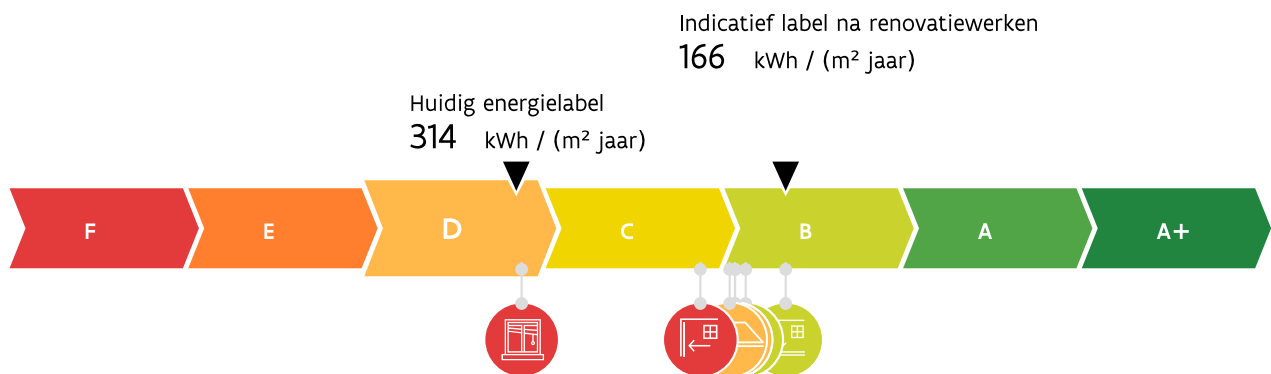 Indicatief label na renovatiewerken
166 kWh / (m² jaar)
Huidig energielabel
314 kWh / (m² jaar)
F E D C B A A+